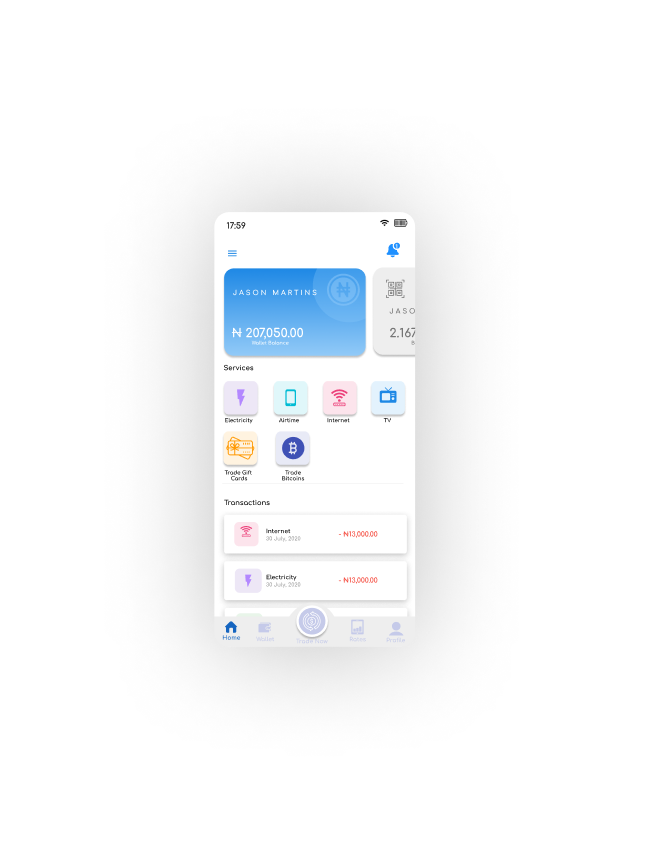 17:59
JASON MARTINS
₦ 207,050.00
Wallet Balance
JASO
2,167
B
Services
Electricity
Airtime
Internet
TV
Trade Gift
Cards
Trade
Bitcoins
Transactions
Internet
30 July, 2020
- ₦13,000.00
Electricity
30 July, 2020
- ₦13,000.00
Home
Wallet
Trade Now
Rates
Profile